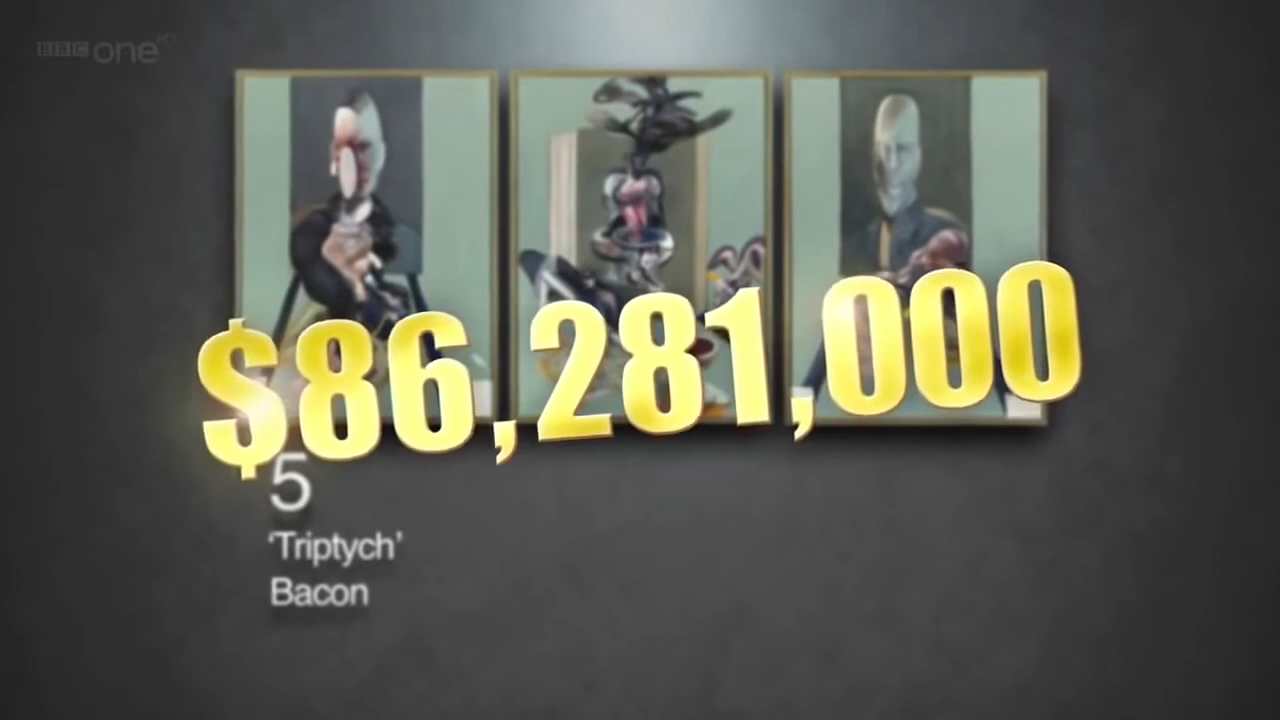 BBC one HD
$86,281,000
5
‘Triptych’
Bacon